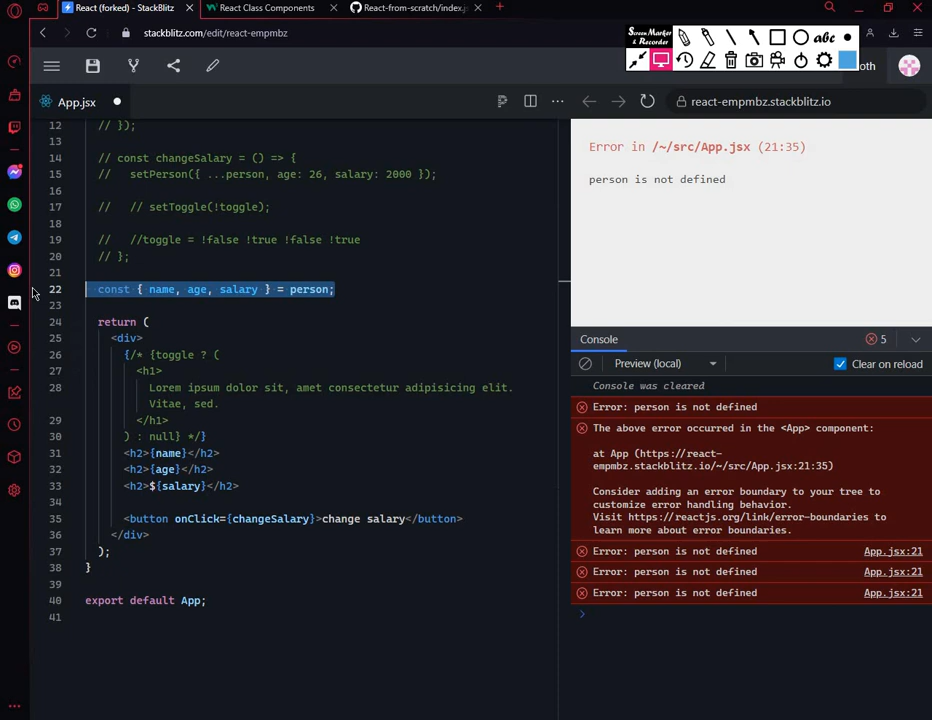 React (forked) - StackBlitz
React Class Components
React-from-scratch/index.j
Screen Marker
& Recorder
abc
stackblitz.com/edit/react-empmbz
oth
App.jsx
react-empmbz.stackblitz.io
12 // });
13
14 // const changeSalary = () => {
15 // setPerson({ ...person, age: 26, salary: 2000 });
16
17 // // setToggle(!toggle);
18
19 // //toggle = !false !true !false !true
20 // };
21
22 const { name, age, salary } = person;
23
24 return (
25 <div>
26 {/* {toggle ? (
27 <h1>
28 Lorem ipsum dolor sit, amet consectetur adipisicing elit.
Vitae, sed.
29 </h1>
30 ) : null} */}
31 <h2>{name}</h2>
32 <h2>{age}</h2>
33 <h2>${salary}</h2>
34
35 <button onClick={changeSalary}>change salary</button>
36 </div>
37 );
38 }
39
40 export default App;
41
Error in /~/src/App.jsx (21:35)
person is not defined
Console
5
Preview (local)
Clear on reload
Console was cleared
Error: person is not defined
The above error occurred in the <App> component:
at App (https://react-
empmbz.stackblitz.io/~/src/App.jsx:21:35)
Consider adding an error boundary to your tree to
customize error handling behavior.
Visit https://reactjs.org/link/error-boundaries to
learn more about error boundaries.
Error: person is not defined App.jsx:21
Error: person is not defined App.jsx:21
Error: person is not defined App.jsx:21